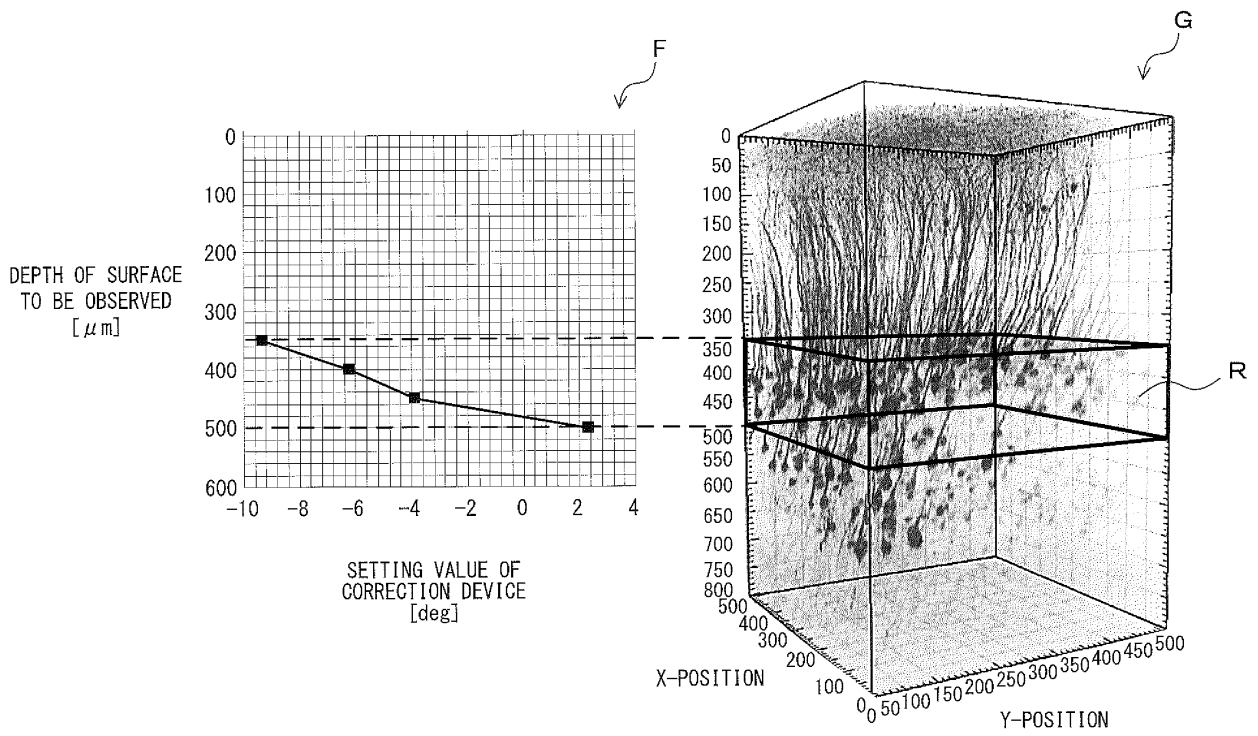 F
G
0
100
200
300
400
500
600
DEPTH OF SURFACE
TO BE OBSERVED
[μm]
-10 -8 -6 -4 -2 0 2 4
SETTING VALUE OF
CORRECTION DEVICE
[deg]
0
50
100
150
200
250
300
350
400
450
500
550
600
650
700
750
800
R
500
400
300
200
100
0
X-POSITION
0 50 100 150 200 250 300 350 400 450 500
Y-POSITION